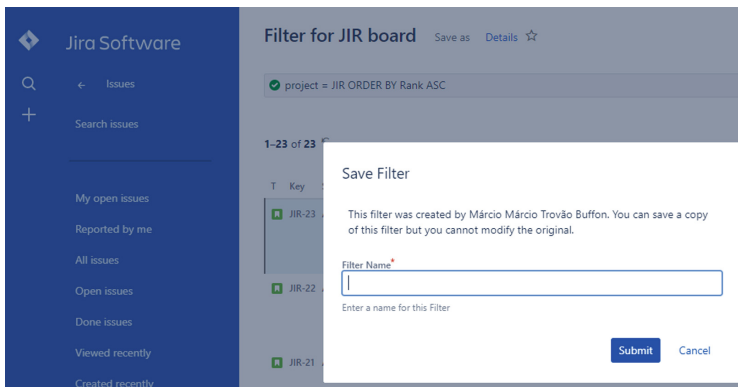 Jira Software
Issues
Search issues
My open issues
Reported by me
All issues
Open issues
Done issues
Viewed recently
Created recently
Filter for JIR board Save as Details
project = JIR ORDER BY Rank ASC
1–23 of 23
T Key
JIR-23
JIR-22
JIR-21
Save Filter
This filter was created by Márcio Márcio Trovão Buffon. You can save a copy
of this filter but you cannot modify the original.
Filter Name*
Enter a name for this Filter
Submit Cancel